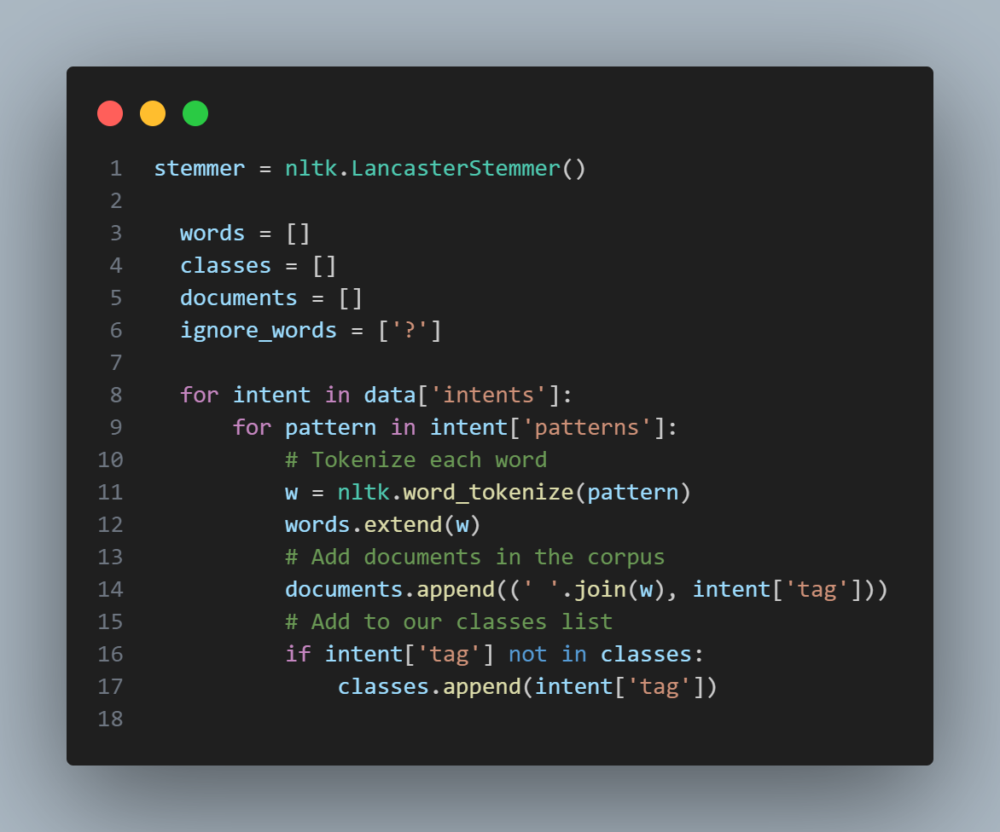 1 stemmer = nltk.LancasterStemmer()
2
3   words = []
4   classes = []
5   documents = []
6   ignore_words = ['?']
7
8   for intent in data['intents']:
9       for pattern in intent['patterns']:
10           # Tokenize each word
11           w = nltk.word_tokenize(pattern)
12           words.extend(w)
13           # Add documents in the corpus
14           documents.append((' '.join(w), intent['tag']))
15           # Add to our classes list
16           if intent['tag'] not in classes:
17               classes.append(intent['tag'])
18